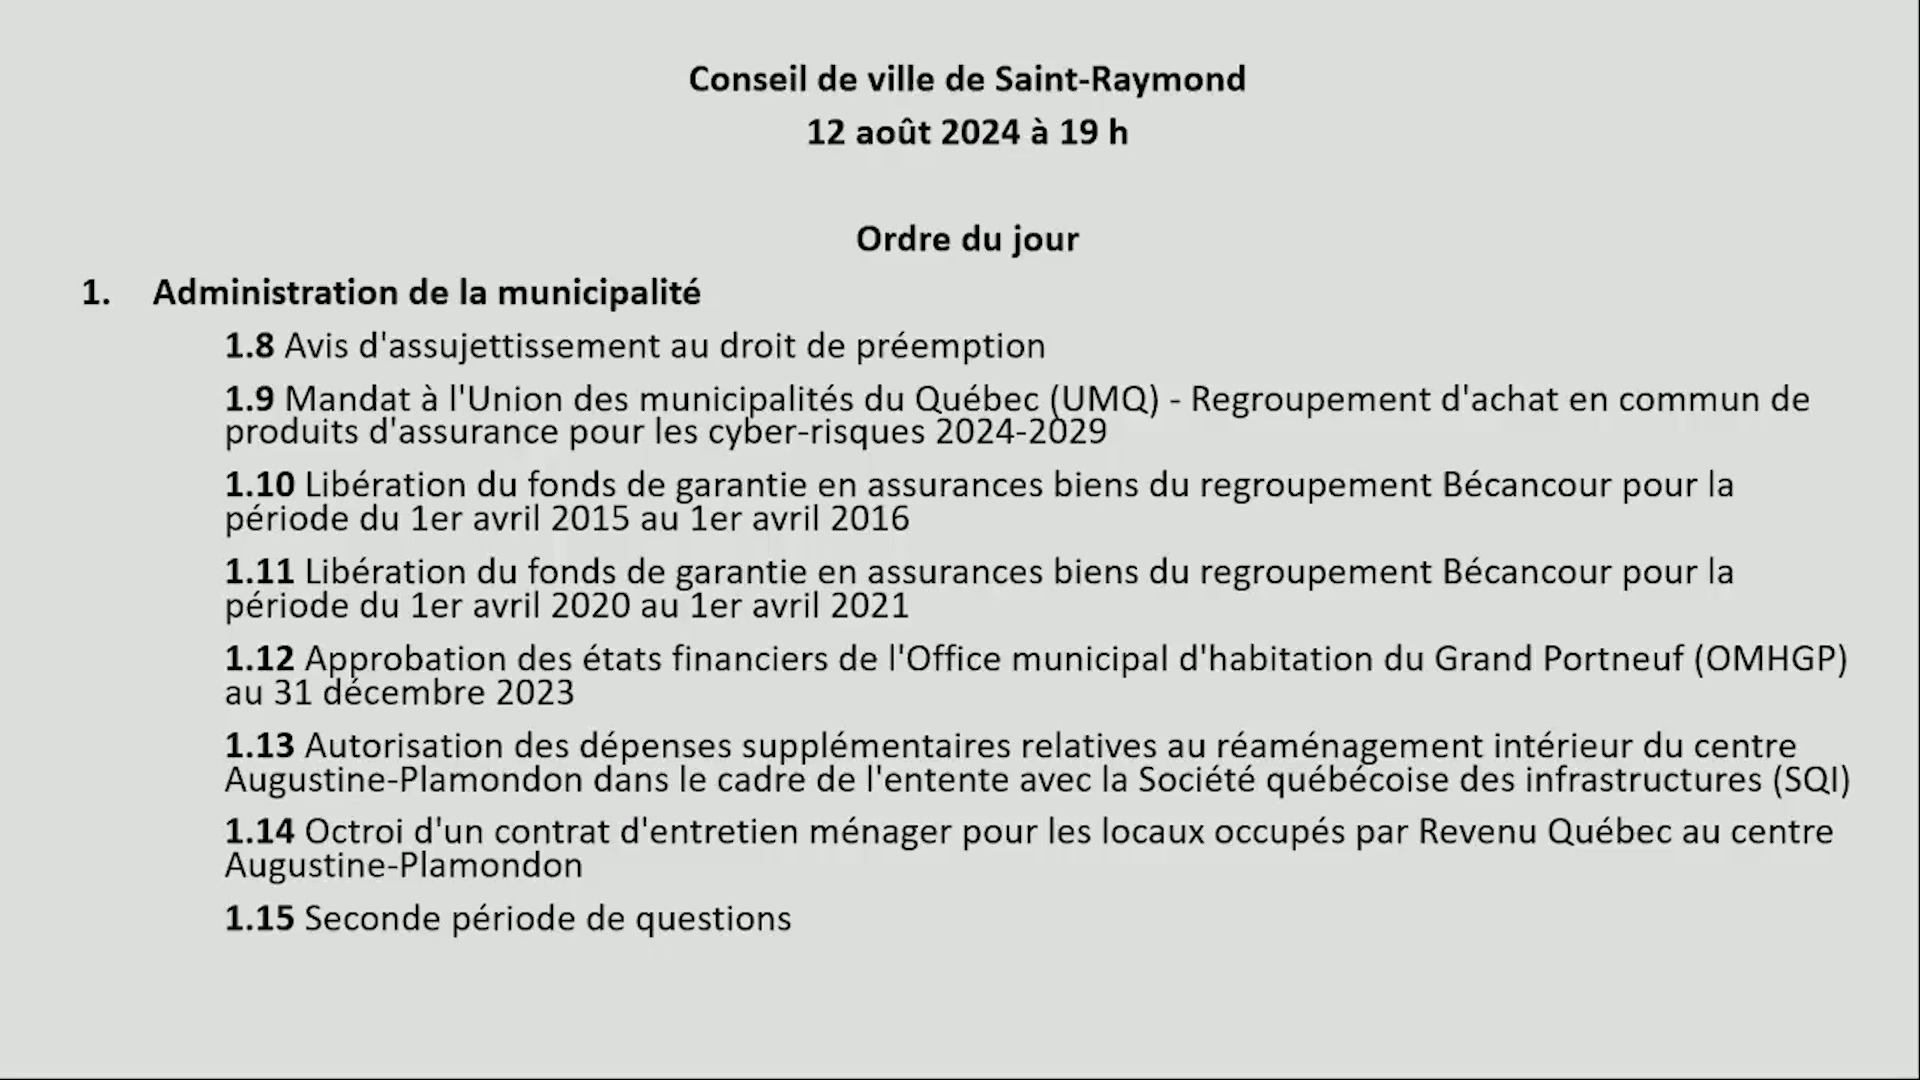 Conseil de ville de Saint-Raymond
12 août 2024 à 19 h
Ordre du jour
1. Administration de la municipalité
1.8 Avis d'assujettissement au droit de préemption
1.9 Mandat à l'Union des municipalités du Québec (UMQ) - Regroupement d'achat en commun de
produits d'assurance pour les cyber-risques 2024-2029
1.10 Libération du fonds de garantie en assurances biens du regroupement Bécancour pour la
période du 1er avril 2015 au 1er avril 2016
1.11 Libération du fonds de garantie en assurances biens du regroupement Bécancour pour la
période du 1er avril 2020 au 1er avril 2021
1.12 Approbation des états financiers de l'Office municipal d'habitation du Grand Portneuf (OMHGP)
au 31 décembre 2023
1.13 Autorisation des dépenses supplémentaires relatives au réaménagement intérieur du centre
Augustine-Plamondon dans le cadre de l'entente avec la Société québécoise des infrastructures (SQI)
1.14 Octroi d'un contrat d'entretien ménager pour les locaux occupés par Revenu Québec au centre
Augustine-Plamondon
1.15 Seconde période de questions